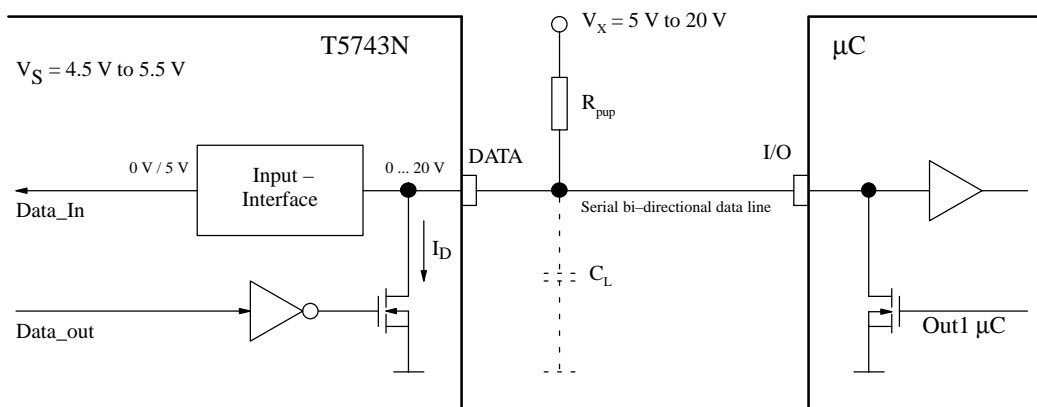 V_X = 5 V to 20 V
T5743N
μC
V_S = 4.5 V to 5.5 V
R_pup
0 V / 5 V
0 ... 20 V
DATA
I/O
Input –
Interface
Data_In
Serial bi–directional data line
I_D
C_L
Data_out
Out1 μC